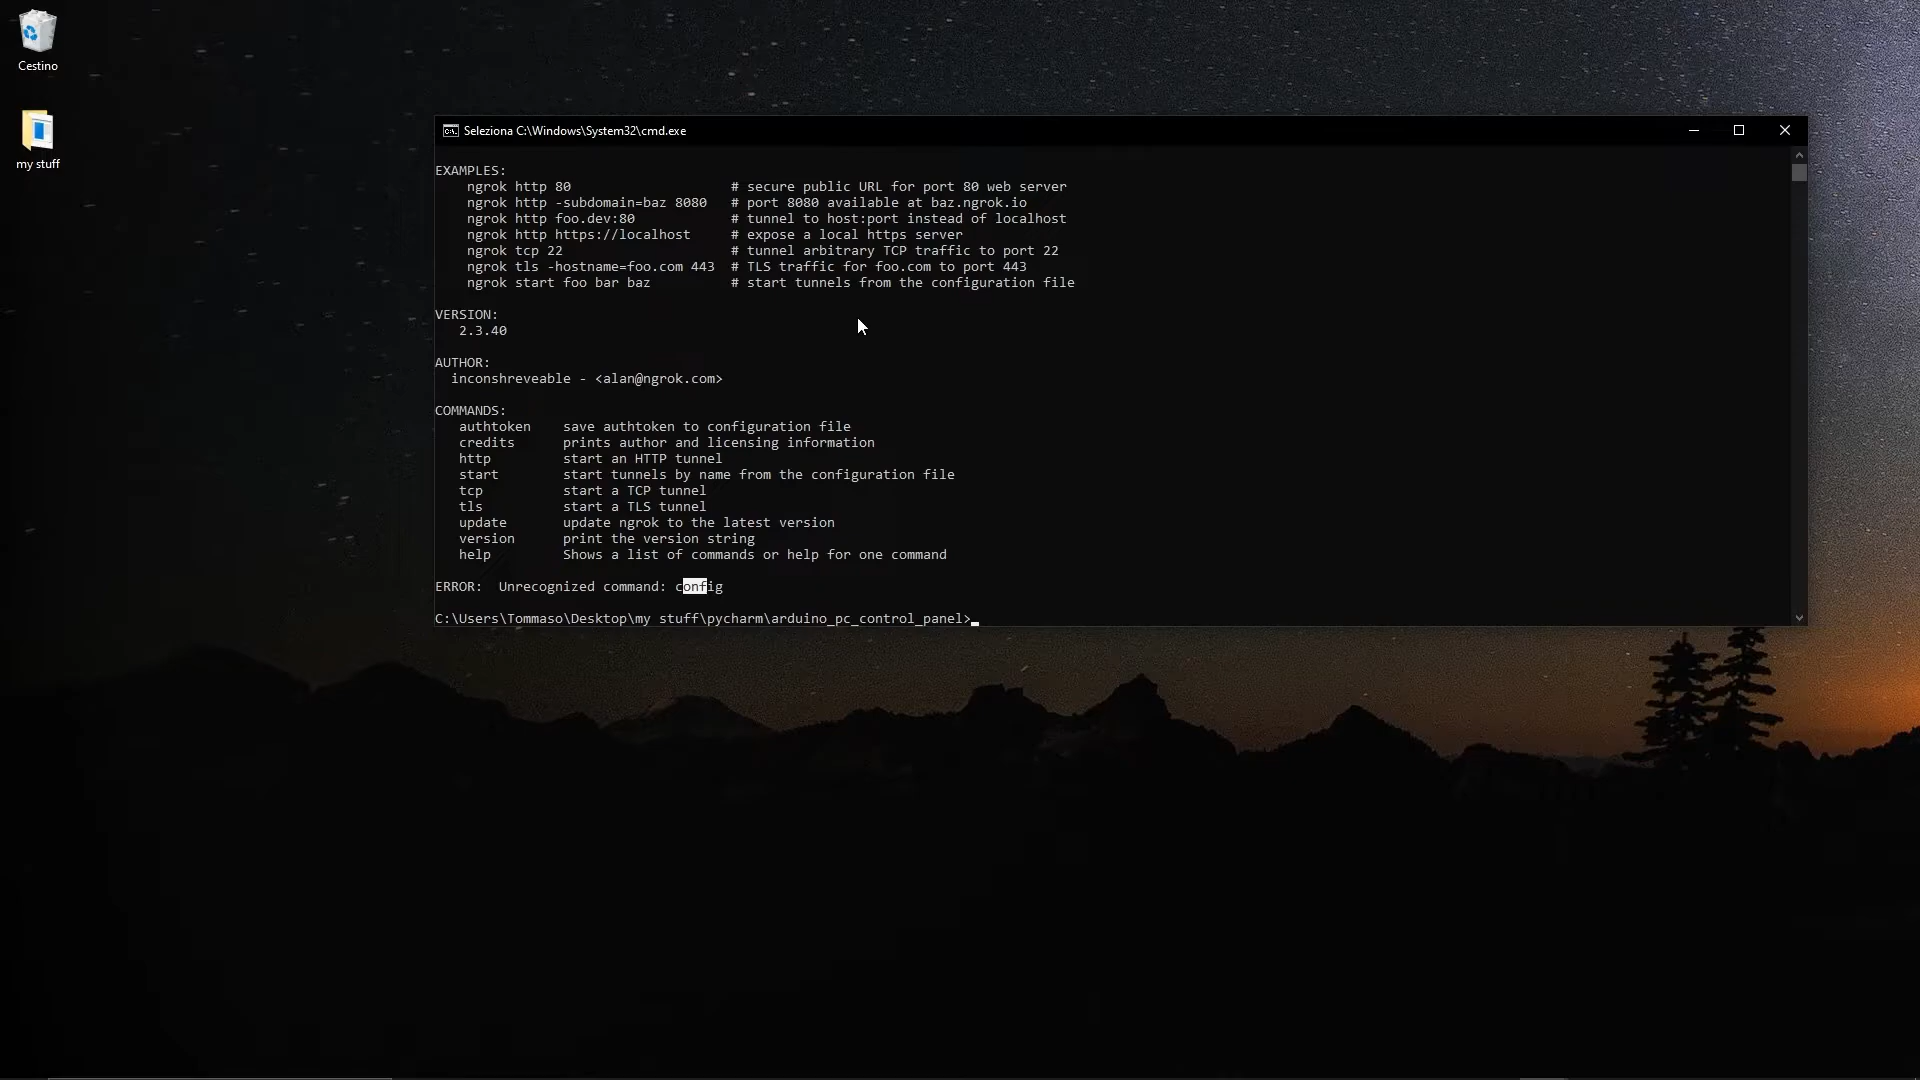 Cestino
my stuff
Seleziona C:\Windows\System32\cmd.exe
EXAMPLES:
ngrok http 80 # secure public URL for port 80 web server
ngrok http -subdomain=baz 8080 # port 8080 available at baz.ngrok.io
ngrok http foo.dev:80 # tunnel to host:port instead of localhost
ngrok http https://localhost # expose a local https server
ngrok tcp 22 # tunnel arbitrary TCP traffic to port 22
ngrok tls -hostname=foo.com 443 # TLS traffic for foo.com to port 443
ngrok start foo bar baz # start tunnels from the configuration file
VERSION:
2.3.40
AUTHOR:
inconshreveable - <alan@ngrok.com>
COMMANDS:
authtoken save authtoken to configuration file
credits prints author and licensing information
http start an HTTP tunnel
start start tunnels by name from the configuration file
tcp start a TCP tunnel
tls start a TLS tunnel
update update ngrok to the latest version
version print the version string
help Shows a list of commands or help for one command
ERROR: Unrecognized command: config
C:\Users\Tommaso\Desktop\my stuff\pycharm\arduino_pc_control_panel>